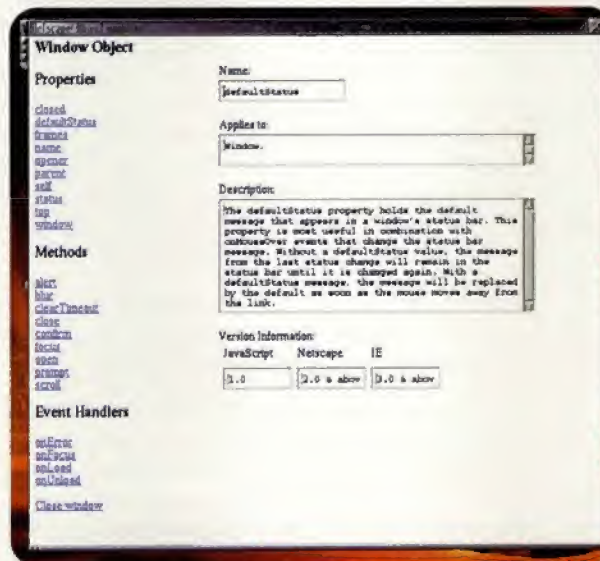 Window Object
Properties
closed
defaultStatus
frames
name
opener
parent
self
status
top
window
Methods
alert
blur
clearTimeout
close
confirm
focus
open
prompt
scroll
Event Handlers
onError
onFocus
onLoad
onUnload
Close window
Name:
defaultStatus
Applies to:
Window.
Description:
The defaultStatus property holds the default
message that appears in a window's status bar. This
property is most useful in combination with
onMouseOver events that change the status bar
message. Without a defaultStatus value, the message
from the last status change will remain in the
status bar until it is changed again. With a
defaultStatus message, the message will be replaced
by the default as soon as the mouse moves away from
the link.
Version Information:
JavaScript Netscape IE
1.0 2.0 & abov 3.0 & abov